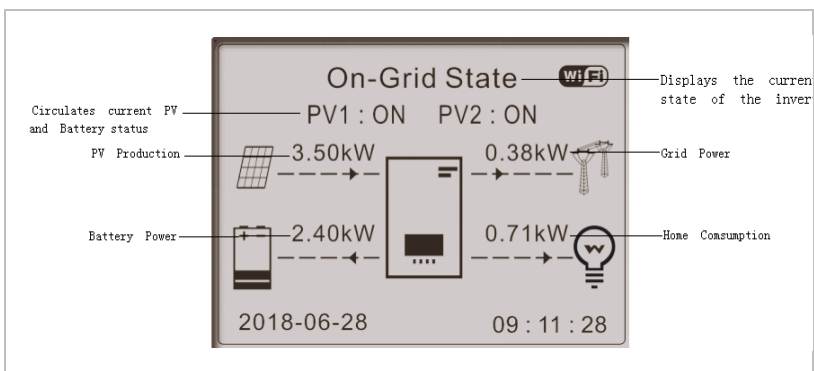 On-Grid State WiFi
Displays the curren
state of the inver
Circulates current PV
and Battery status
PV1 : ON PV2 : ON
PV Production
3.50kW
0.38kW
Grid Power
Battery Power
2.40kW
0.71kW
Home Comsumption
2018-06-28
09 : 11 : 28